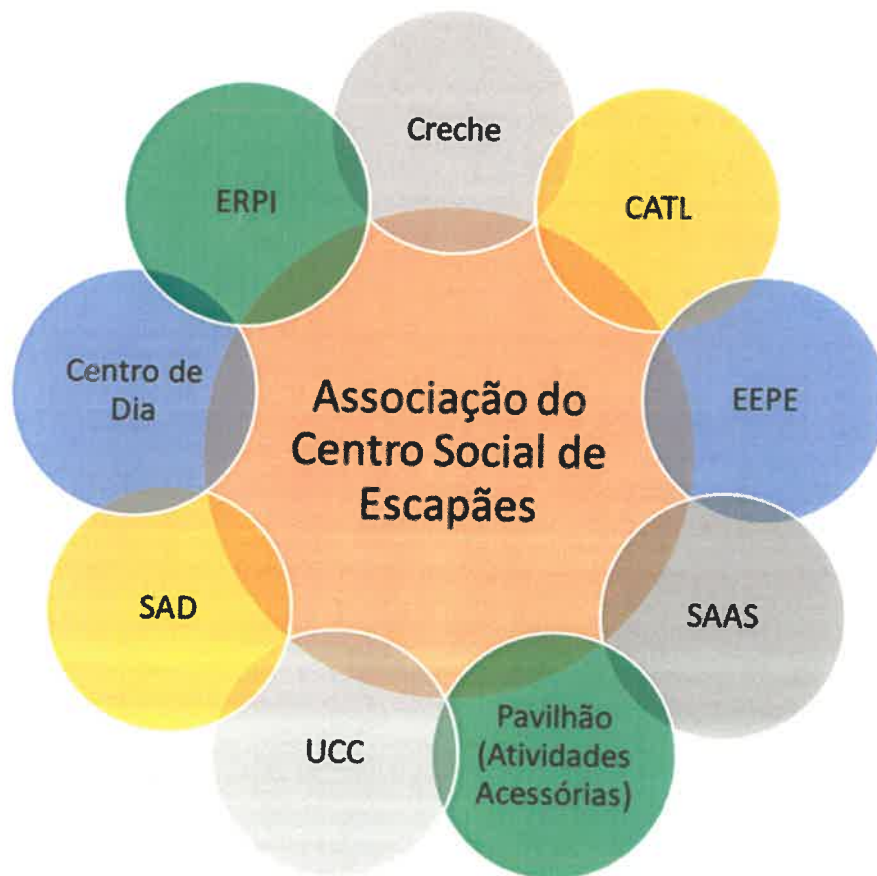 Creche
CATL
EEPE
SAAS
Pavilhão
(Atividades
Acessórias)
UCC
SAD
Centro de
Dia
ERPI
Associação do
Centro Social de
Escapães